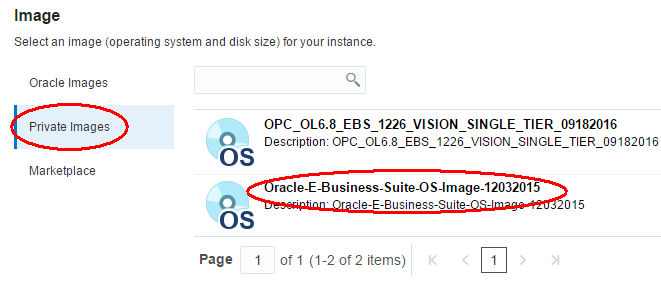 Image
Select an image (operating system and disk size) for your instance.
Oracle Images
Private Images
Marketplace
OS
OPC_OL6.8_EBS_1226_VISION_SINGLE_TIER_09182016
Description: OPC_OL6.8_EBS_1226_VISION_SINGLE_TIER_09182016
OS
Oracle-E-Business-Suite-OS-Image-12032015
Description: Oracle-E-Business-Suite-OS-Image-12032015
Page 1 of 1 (1-2 of 2 items) 1